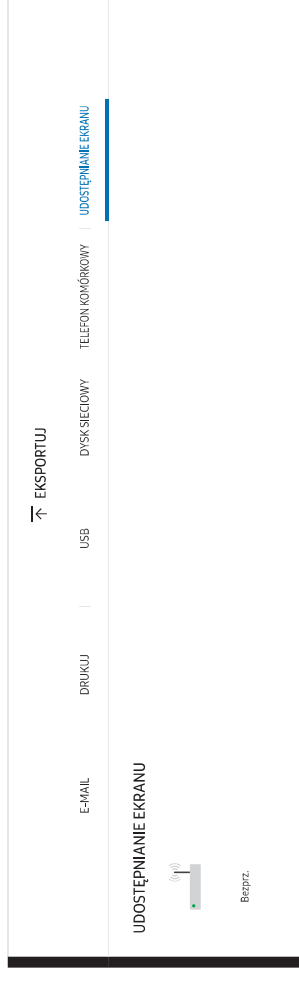 EKSPORTUJ
E-MAIL DRUKUJ USB DYSK SIECIOWY TELEFON KOMÓRKOWY UDOSTĘPNIANIE EKRANU
UDOSTĘPNIANIE EKRANU
Bezprz.